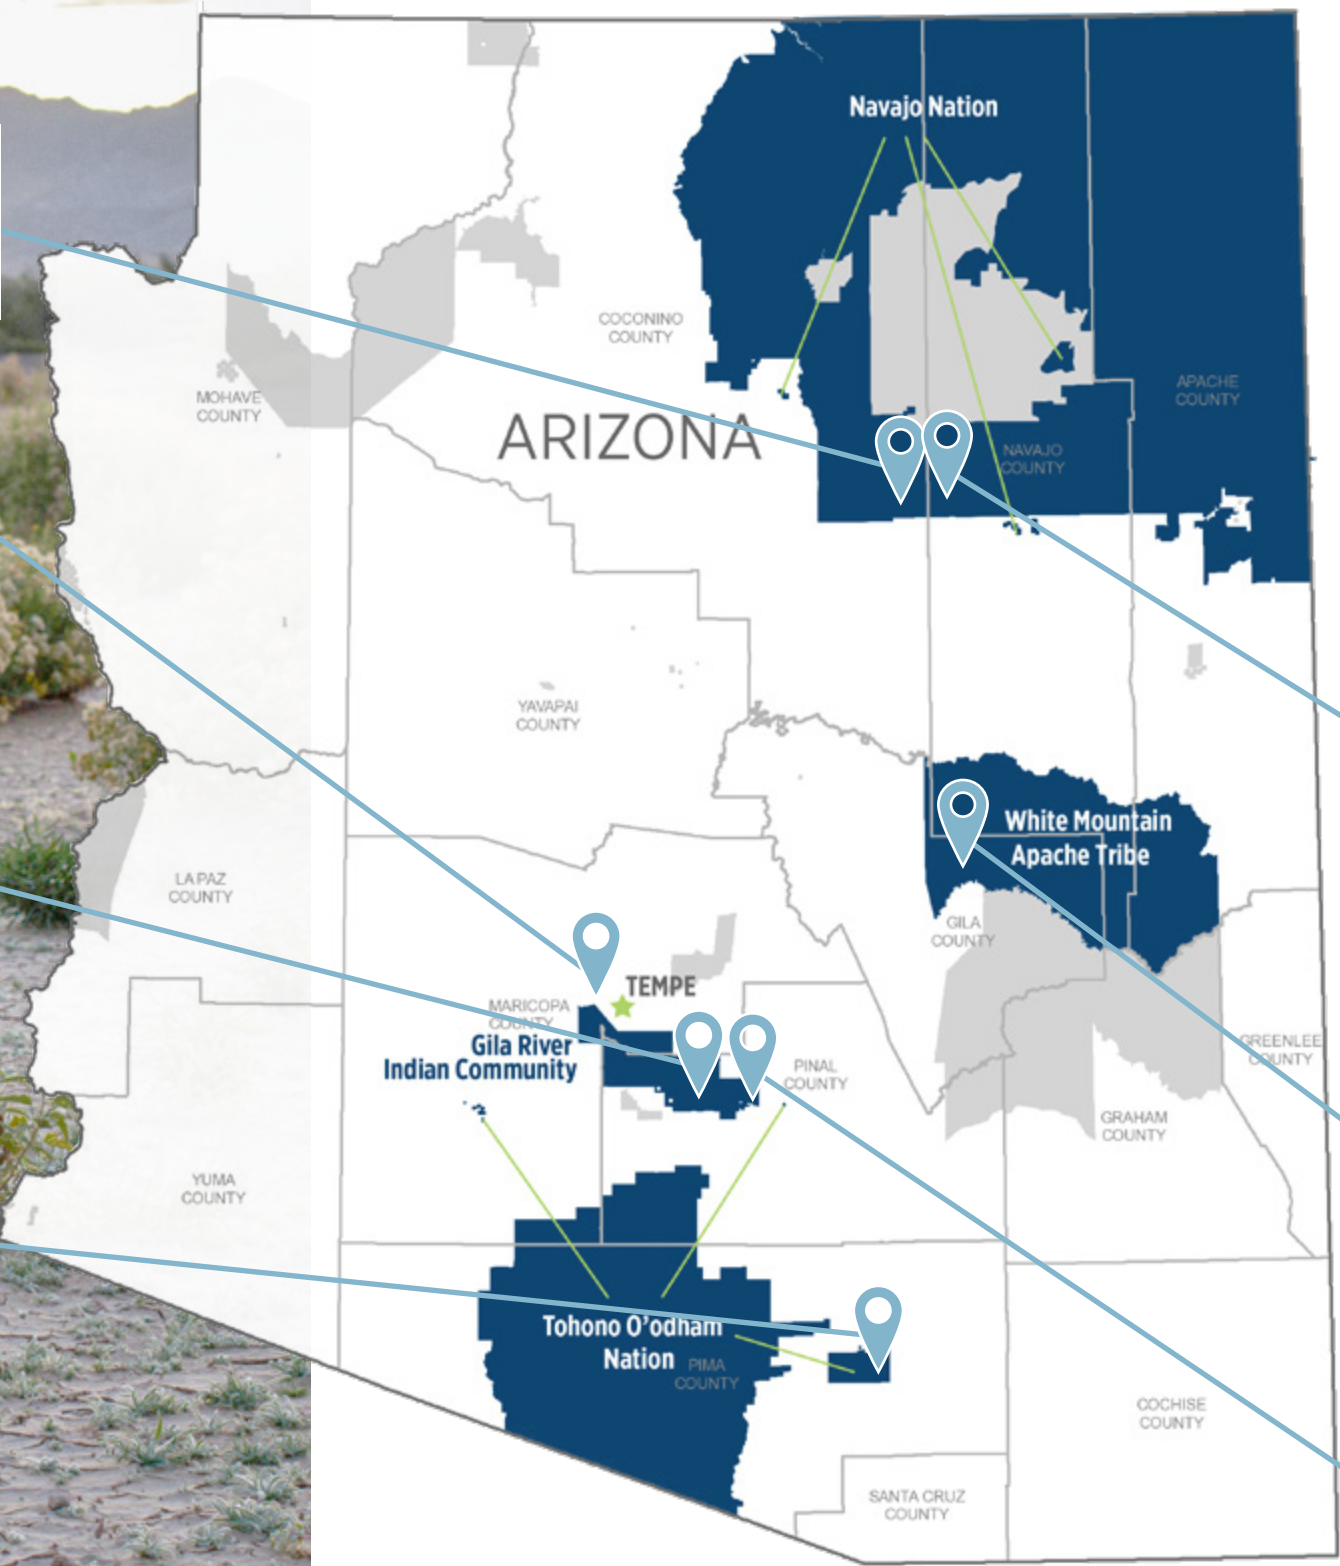 Navajo Nation
COCONINO
COUNTY
APACHE
COUNTY
MOHAVE
COUNTY
ARIZONA
NAVAJO
COUNTY
YAVAPAI
COUNTY
White Mountain
Apache Tribe
LA PAZ
COUNTY
GILA
COUNTY
TEMPE
MARICOPA
COUNTY
Gila River
Indian Community
GREENLEE
COUNTY
PINAL
COUNTY
GRAHAM
COUNTY
YUMA
COUNTY
Tohono O'odham
Nation
PIMA
COUNTY
COCHISE
COUNTY
SANTA CRUZ
COUNTY